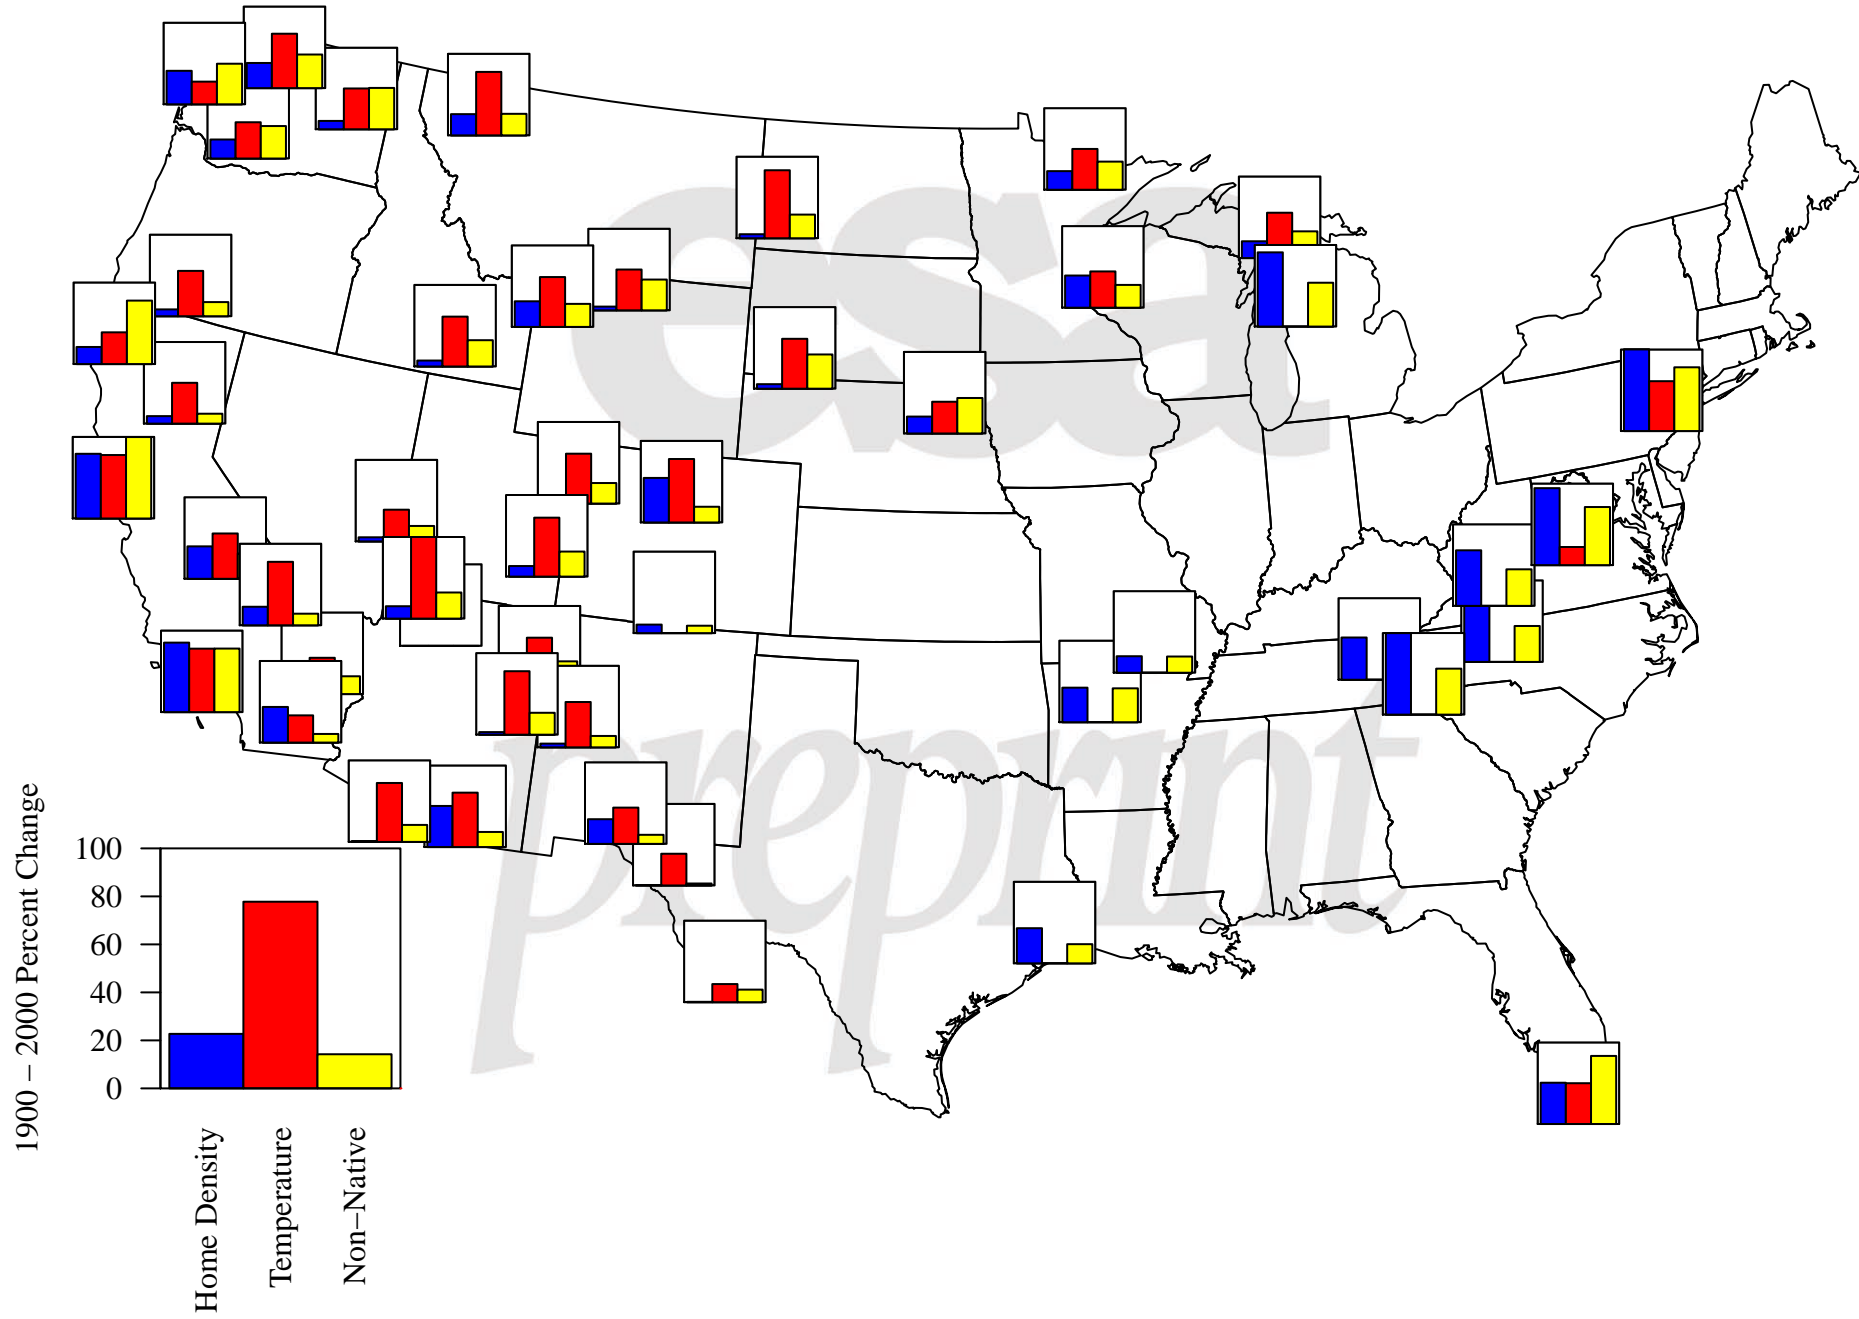 esa
preprint
1900 – 2000 Percent Change
100
80
60
40
20
0
Home Density
Temperature
Non−Native